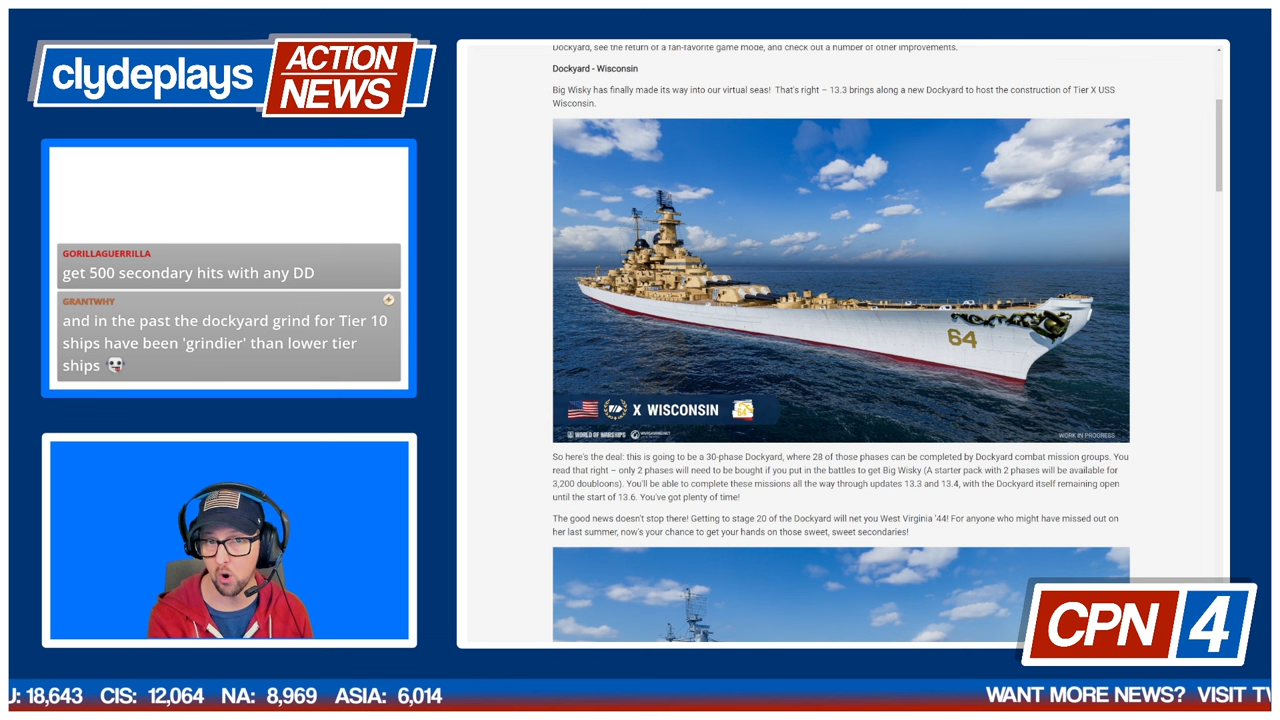 clydeplays
ACTION
NEWS
GORILLAGUERRILLA
get 500 secondary hits with any DD
GRANTWHY
and in the past the dockyard grind for Tier 10
ships have been 'grindier' than lower tier
ships
Dockyard, see the return of a fan-favorite game mode, and check out a number of other improvements.
Dockyard - Wisconsin
Big Wisky has finally made its way into our virtual seas! That's right – 13.3 brings along a new Dockyard to host the construction of Tier X USS
Wisconsin.
64
X WISCONSIN
WORLD OF WARSHIPS WARGAMING.NET
WORK IN PROGRESS
So here's the deal: this is going to be a 30-phase Dockyard, where 28 of those phases can be completed by Dockyard combat mission groups. You
read that right – only 2 phases will need to be bought if you put in the battles to get Big Wisky (A starter pack with 2 phases will be available for
3,200 doubloons). You'll be able to complete these missions all the way through updates 13.3 and 13.4, with the Dockyard itself remaining open
until the start of 13.6. You've got plenty of time!
The good news doesn't stop there! Getting to stage 20 of the Dockyard will net you West Virginia '44! For anyone who might have missed out on
her last summer, now's your chance to get your hands on those sweet, sweet secondaries!
CPN 4
U: 18,643 CIS: 12,064 NA: 8,969 ASIA: 6,014
WANT MORE NEWS? VISIT TV